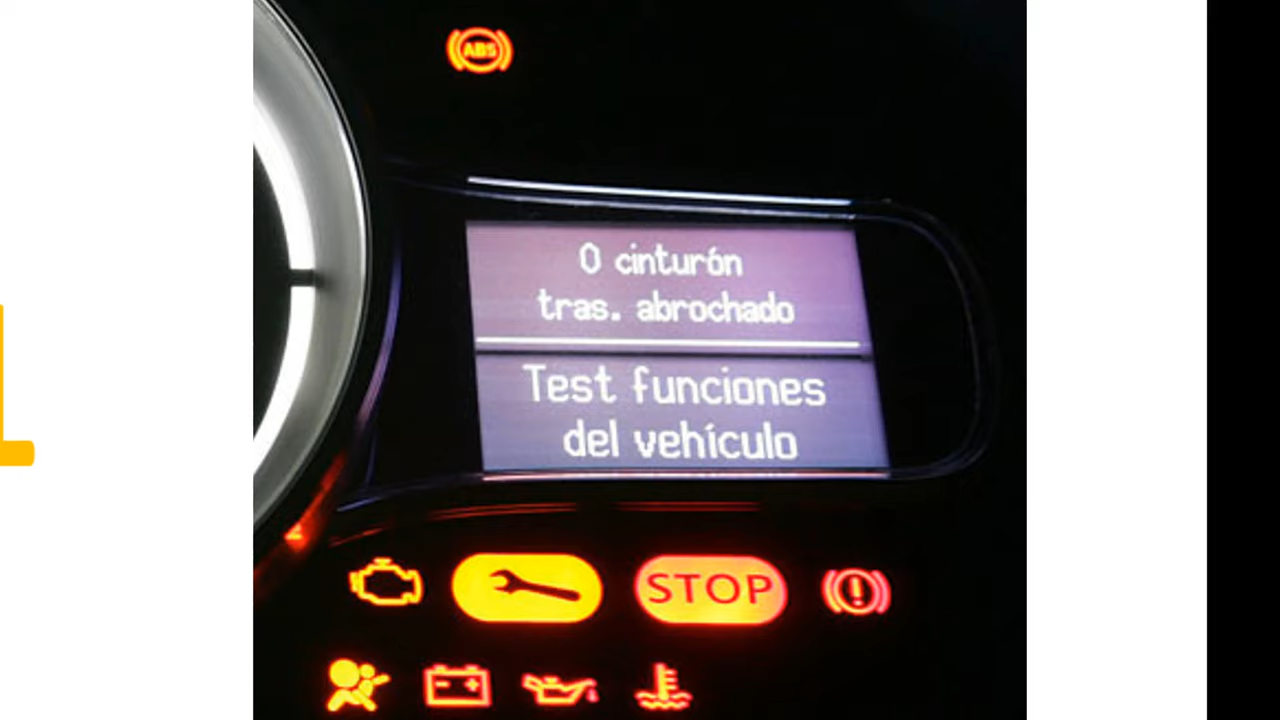 ABS
0 cinturón
tras. abrochado
Test funciones
del vehículo
STOP